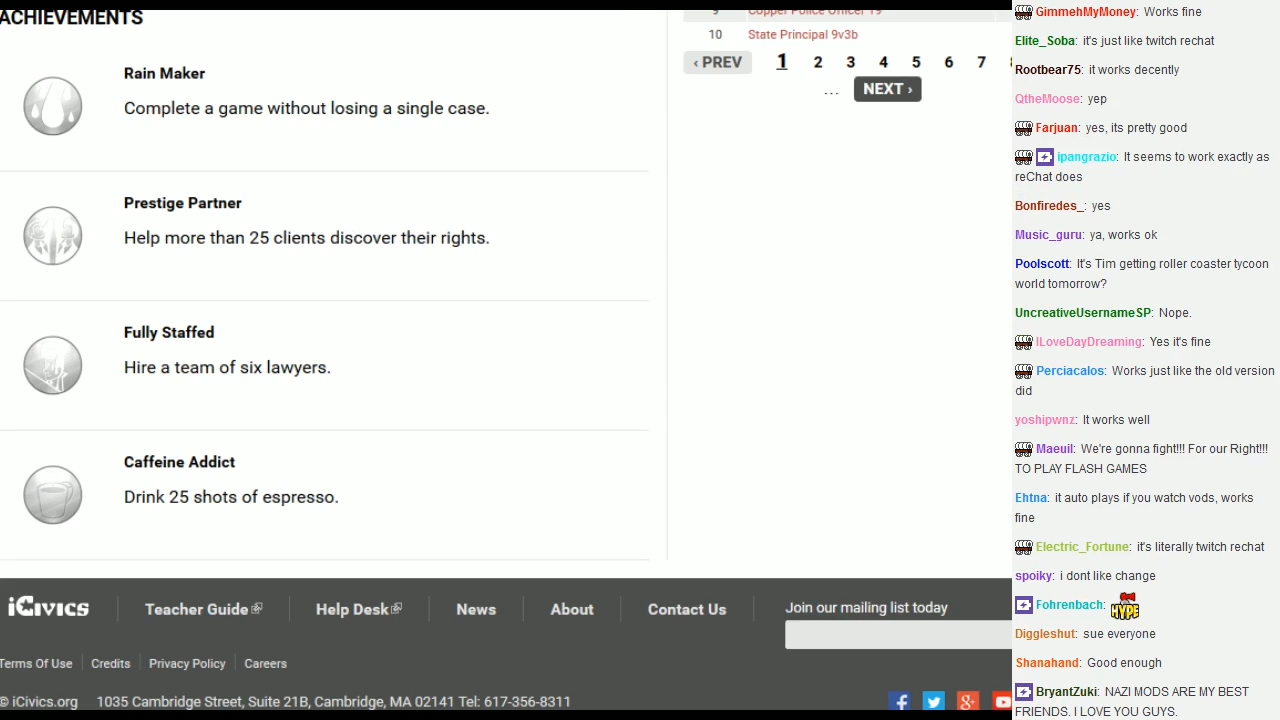 ACHIEVEMENTS
Rain Maker
Complete a game without losing a single case.
Prestige Partner
Help more than 25 clients discover their rights.
Fully Staffed
Hire a team of six lawyers.
Caffeine Addict
Drink 25 shots of espresso.
9 Copper Police Officer 19
10 State Principal 9v3b
‹ PREV 1 2 3 4 5 6 7
... NEXT ›
iCivics Teacher Guide Help Desk News About Contact Us
Join our mailing list today
Terms Of Use Credits Privacy Policy Careers
© iCivics.org 1035 Cambridge Street, Suite 21B, Cambridge, MA 02141 Tel: 617-356-8311
GimmehMyMoney: Works fine
Elite_Soba: it's just like twitch rechat
Rootbear75: it works decently
QtheMoose: yep
Farjuan: yes, its pretty good
ipangrazio: It seems to work exactly as
reChat does
Bonfiredes_: yes
Music_guru: ya, works ok
Poolscott: It's Tim getting roller coaster tycoon
world tomorrow?
UncreativeUsernameSP: Nope.
ILoveDayDreaming: Yes it's fine
Perciacalos: Works just like the old version
did
yoshipwnz: It works well
Maeuil: We're gonna fight!!! For our Right!!!
TO PLAY FLASH GAMES
Ehtna: it auto plays if you watch vods, works
fine
Electric_Fortune: it's literally twitch rechat
spoiky: i dont like change
Fohrenbach: HYPE
Diggleshut: sue everyone
Shanahand: Good enough
BryantZuki: NAZI MODS ARE MY BEST
FRIENDS. I LOVE YOU GUYS.